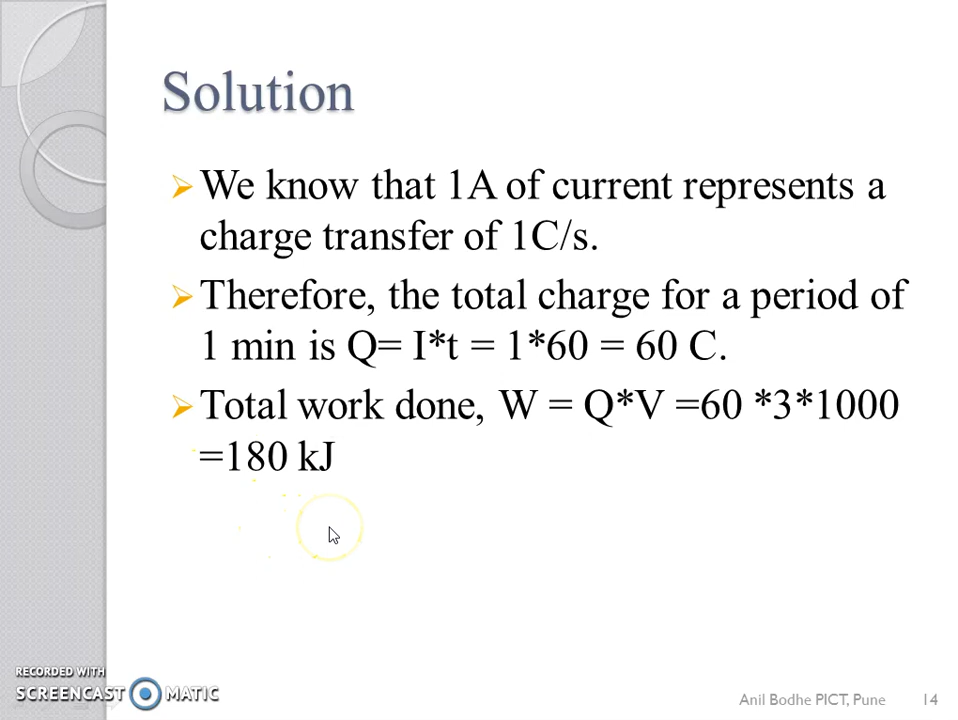 Solution
We know that 1A of current represents a
charge transfer of 1C/s.
Therefore, the total charge for a period of
1 min is Q= I*t = 1*60 = 60 C.
Total work done, W = Q*V =60 *3*1000
=180 kJ
RECORDED WITH
SCREENCAST MATIC
Anil Bodhe PICT, Pune 14